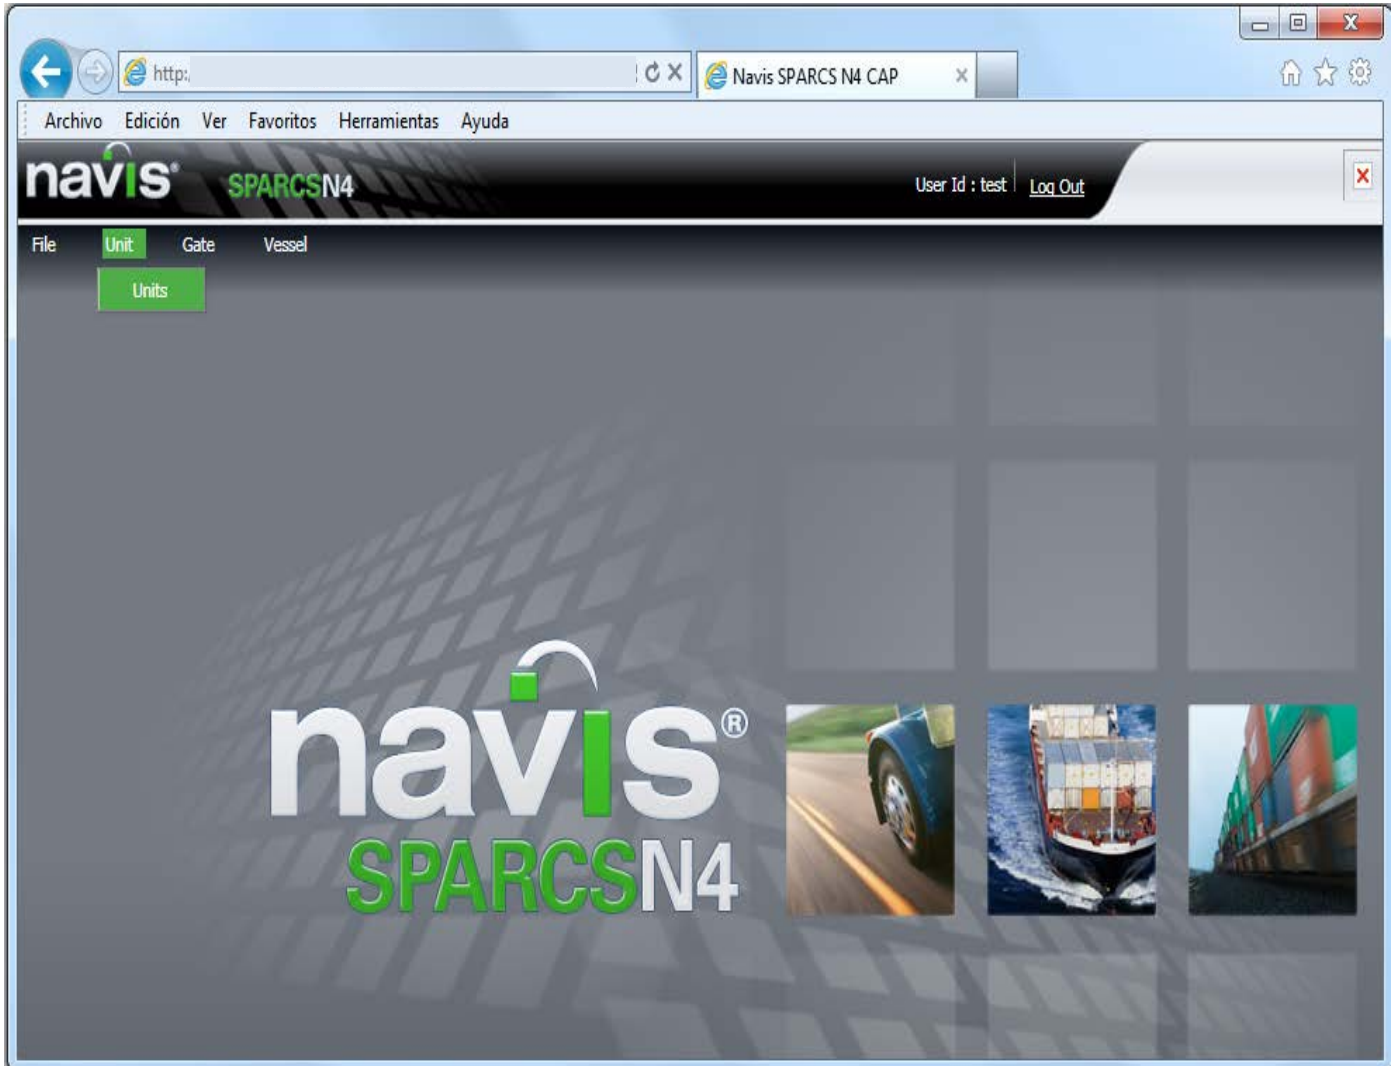 http:
Navis SPARCS N4 CAP
Archivo Edición Ver Favoritos Herramientas Ayuda
navis® SPARCSN4
User Id : test Log Out
File Unit Gate Vessel
Units
navis®
SPARCSN4